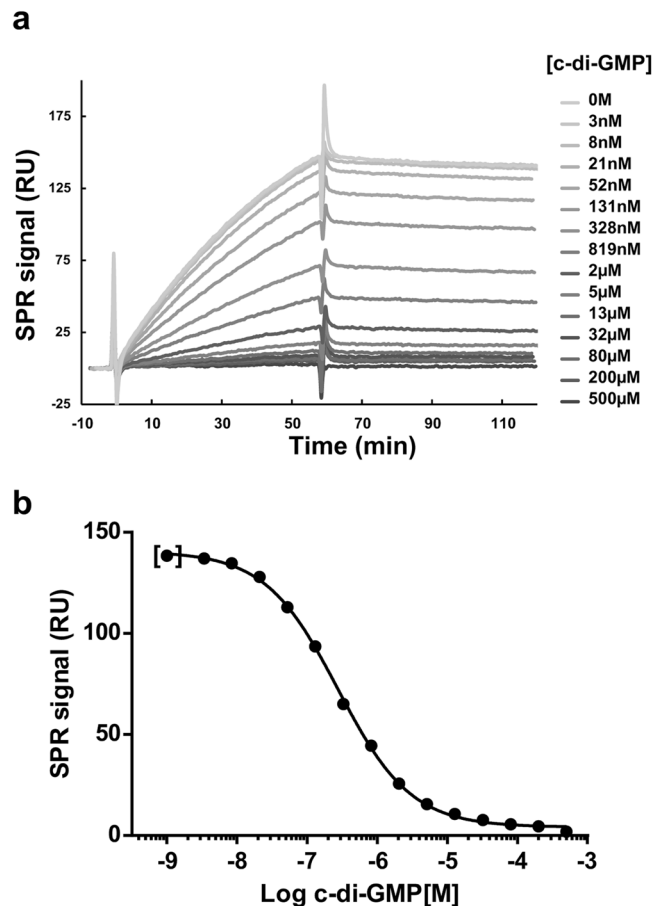 a
[c-di-GMP]
0M
3nM
8nM
21nM
52nM
131nM
328nM
819nM
2µM
5µM
13µM
32µM
80µM
200µM
500µM
SPR signal (RU)
175
125
75
25
-25
-10 10 30 50 70 90 110
Time (min)
b
SPR signal (RU)
150
100
50
0
[ ]
-9 -8 -7 -6 -5 -4 -3
Log c-di-GMP[M]